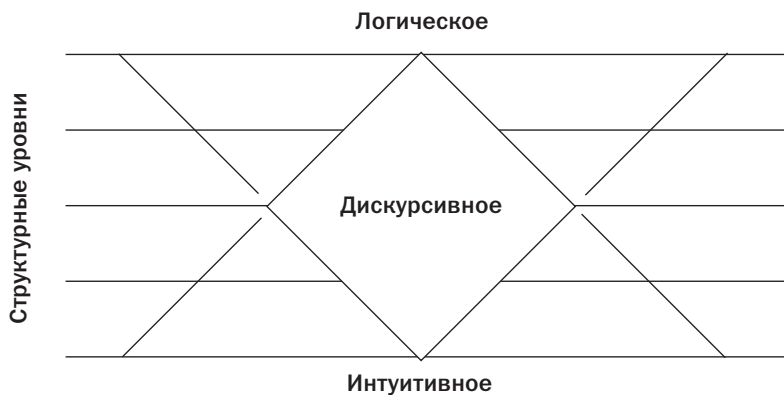 Логическое
Структурные уровни
Дискурсивное
Интуитивное